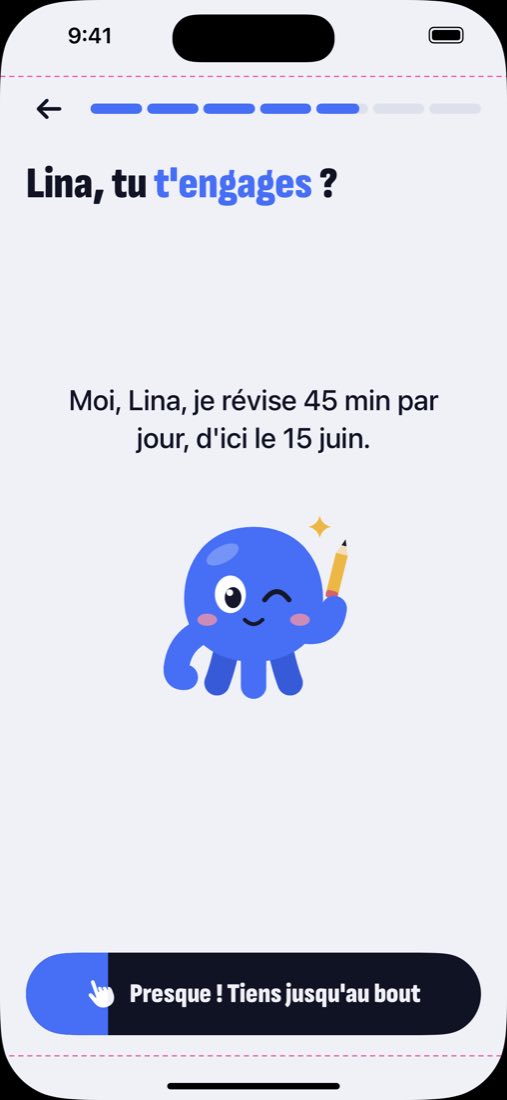 9:41
Lina, tu t'engages ?
Moi, Lina, je révise 45 min par
jour, d'ici le 15 juin.
Presque ! Tiens jusqu'au bout